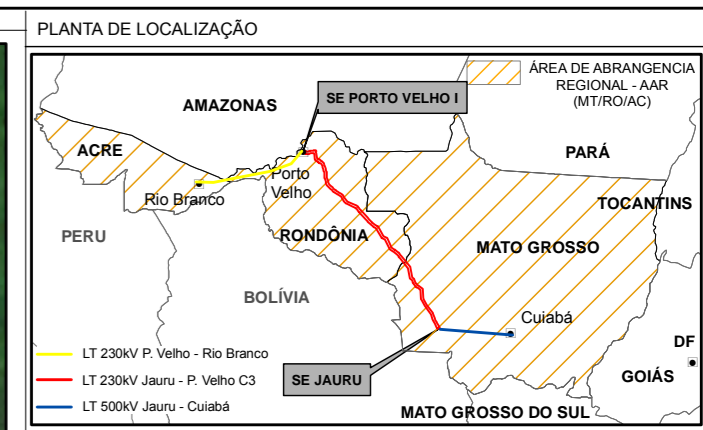 PLANTA DE LOCALIZAÇÃO
ÁREA DE ABRANGENCIA
REGIONAL - AAR
(MT/RO/AC)
AMAZONAS
SE PORTO VELHO I
ACRE
PARÁ
Porto
Velho
Rio Branco
TOCANTINS
PERU
RONDÔNIA
MATO GROSSO
BOLÍVIA
Cuiabá
DF
LT 230kV P. Velho - Rio Branco
LT 230kV Jauru - P. Velho C3
LT 500kV Jauru - Cuiabá
SE JAURU
GOIÁS
MATO GROSSO DO SUL